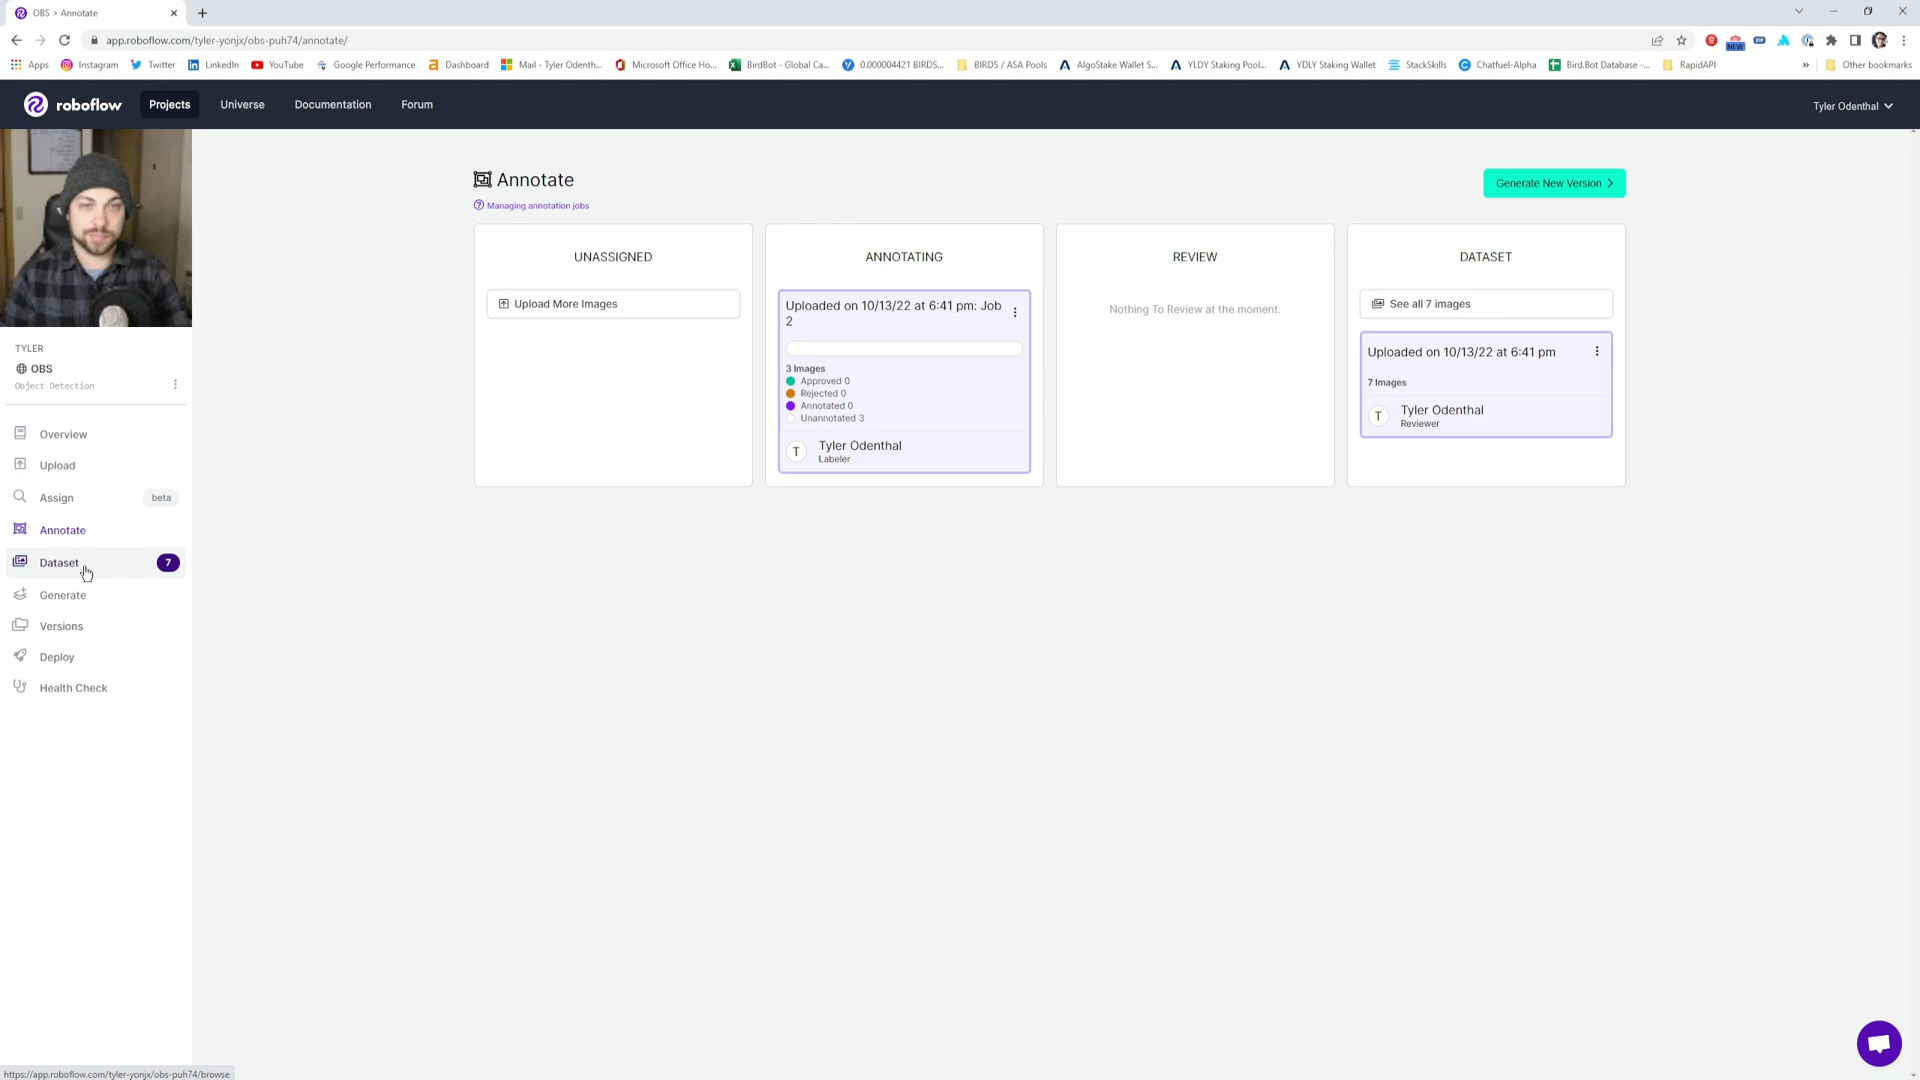 OBS > Annotate
app.roboflow.com/tyler-yonjx/obs-puh74/annotate/
Apps Instagram Twitter LinkedIn YouTube Google Performance Dashboard Mail - Tyler Odenth... Microsoft Office Ho... BirdBot - Global Ca... 0.000004421 BIRDS... BIRDS / ASA Pools AlgoStake Wallet S... YLDY Staking Pool... YDLY Staking Wallet StackSkills Chatfuel-Alpha Bird.Bot Database -... RapidAPI » Other bookmarks
NEW
ZIP
roboflow Projects Universe Documentation Forum Tyler Odenthal
Annotate
Generate New Version
Managing annotation jobs
UNASSIGNED
Upload More Images
ANNOTATING
Uploaded on 10/13/22 at 6:41 pm: Job
2
3 Images
Approved 0
Rejected 0
Annotated 0
Unannotated 3
T Tyler Odenthal
Labeler
REVIEW
Nothing To Review at the moment.
DATASET
See all 7 images
Uploaded on 10/13/22 at 6:41 pm
7 Images
T Tyler Odenthal
Reviewer
TYLER
OBS
Object Detection
Overview
Upload
Assign beta
Annotate
Dataset 7
Generate
Versions
Deploy
Health Check
https://app.roboflow.com/tyler-yonjx/obs-puh74/browse